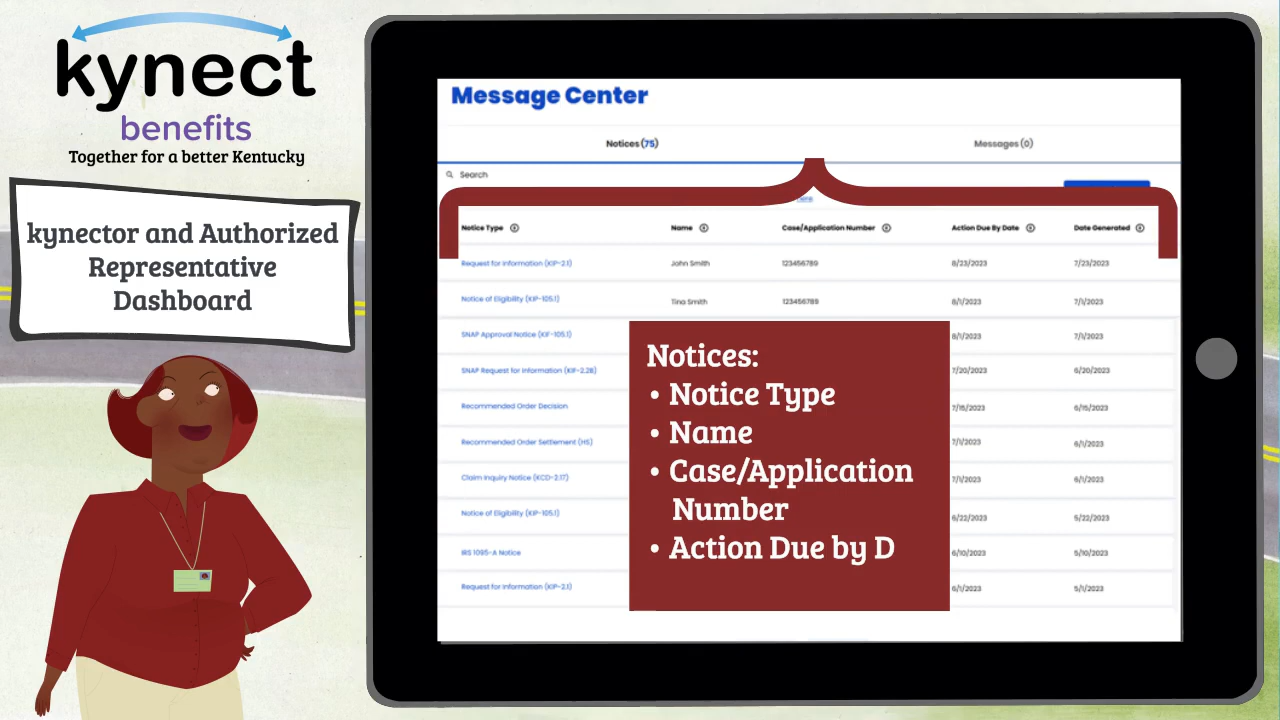 kynect
benefits
Together for a better Kentucky
kynector and Authorized
Representative
Dashboard
Message Center
Notices (75) Messages (0)
Search
Notice Type Name Case/Application Number Action Due By Date Date Generated
Request for Information (KIP-2.1) John Smith 123456789 8/23/2023 7/23/2023
Notice of Eligibility (KIP-105.1) Tina Smith 123456789 8/1/2023 7/1/2023
SNAP Approval Notice (KIF-105.1) 8/1/2023 7/1/2023
SNAP Request for Information (KIF-2.2B) 7/20/2023 6/20/2023
Recommended Order Decision 7/15/2023 6/15/2023
Recommended Order Settlement (HS) 7/1/2023 6/1/2023
Claim Inquiry Notice (KCD-2.17) 7/1/2023 6/1/2023
Notice of Eligibility (KIP-105.1) 6/22/2023 5/22/2023
IRS 1095-A Notice 6/10/2023 5/10/2023
Request for Information (KIP-2.1) 6/1/2023 5/1/2023
Notices:
• Notice Type
• Name
• Case/Application
Number
• Action Due by D